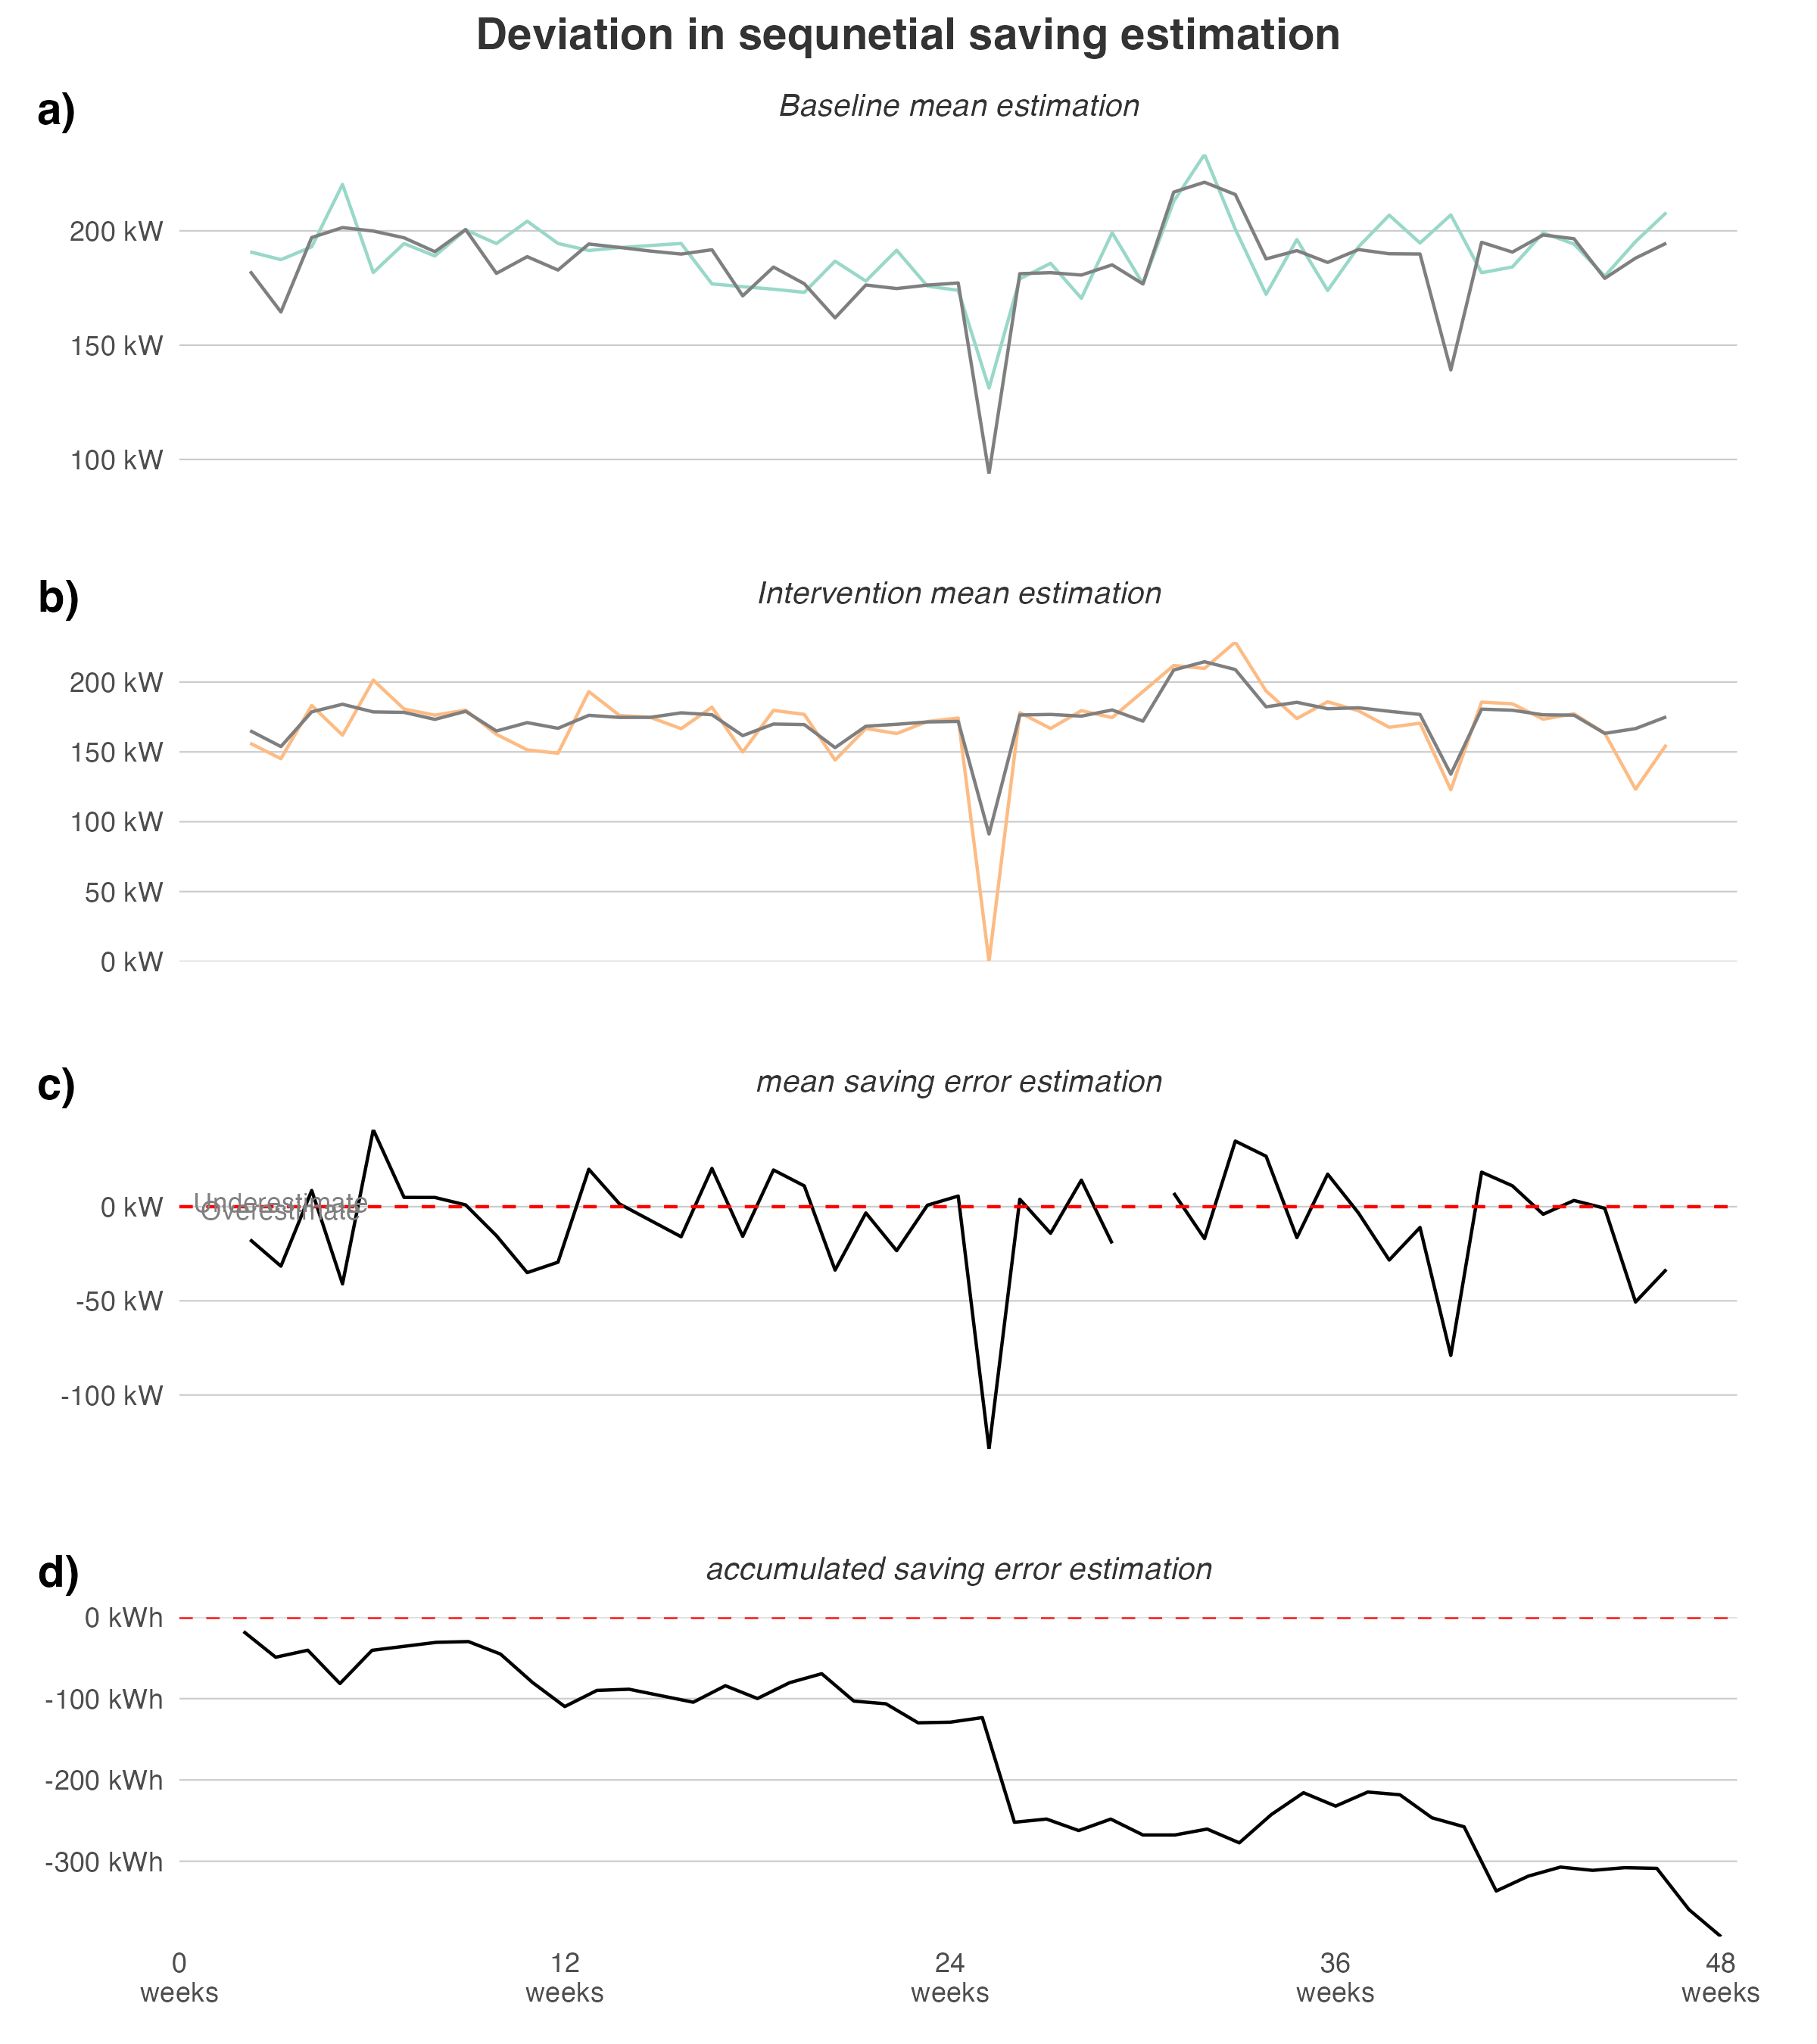 Deviation in sequnetial saving estimation
a)
Baseline mean estimation
200 kW
150 kW
100 kW
b)
Intervention mean estimation
200 kW
150 kW
100 kW
50 kW
0 kW
c)
mean saving error estimation
Underestimate
Overestimate
0 kW
-50 kW
-100 kW
d)
accumulated saving error estimation
0 kWh
-100 kWh
-200 kWh
-300 kWh
0 12 24 36 48
weeks weeks weeks weeks weeks